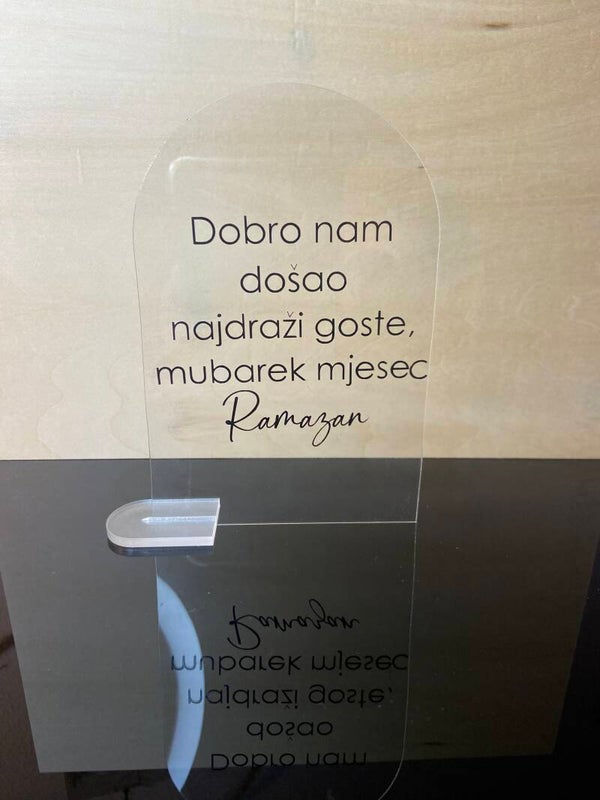 Dobro nam
došao
najdraži goste,
mubarek mjesec
Ramazan